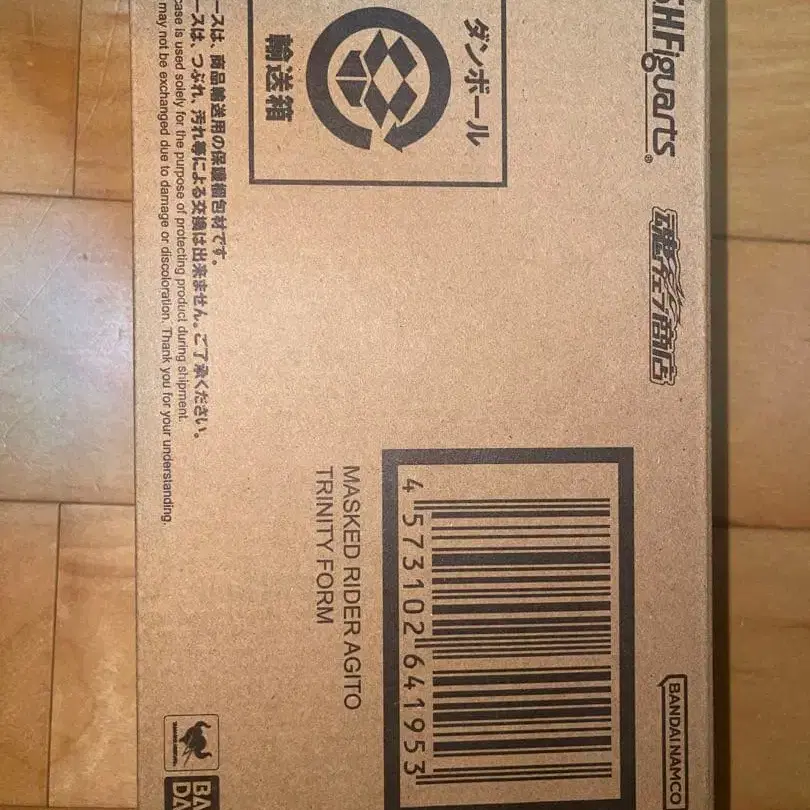 S.H.Figuarts®
魂ウェブ商店
ダンボール
輸送箱
ースは、商品輸送用の保護梱包材です。
ースは、つぶれ、汚れ等による交換は出来ません。ご了承ください。
case is used solely for the purpose of protecting product during shipment.
may not be exchanged due to damage or discoloration. Thank you for your understanding.
MASKED RIDER AGITO
TRINITY FORM
4 573102 641953
BANDAI NAMCO
BA
DA